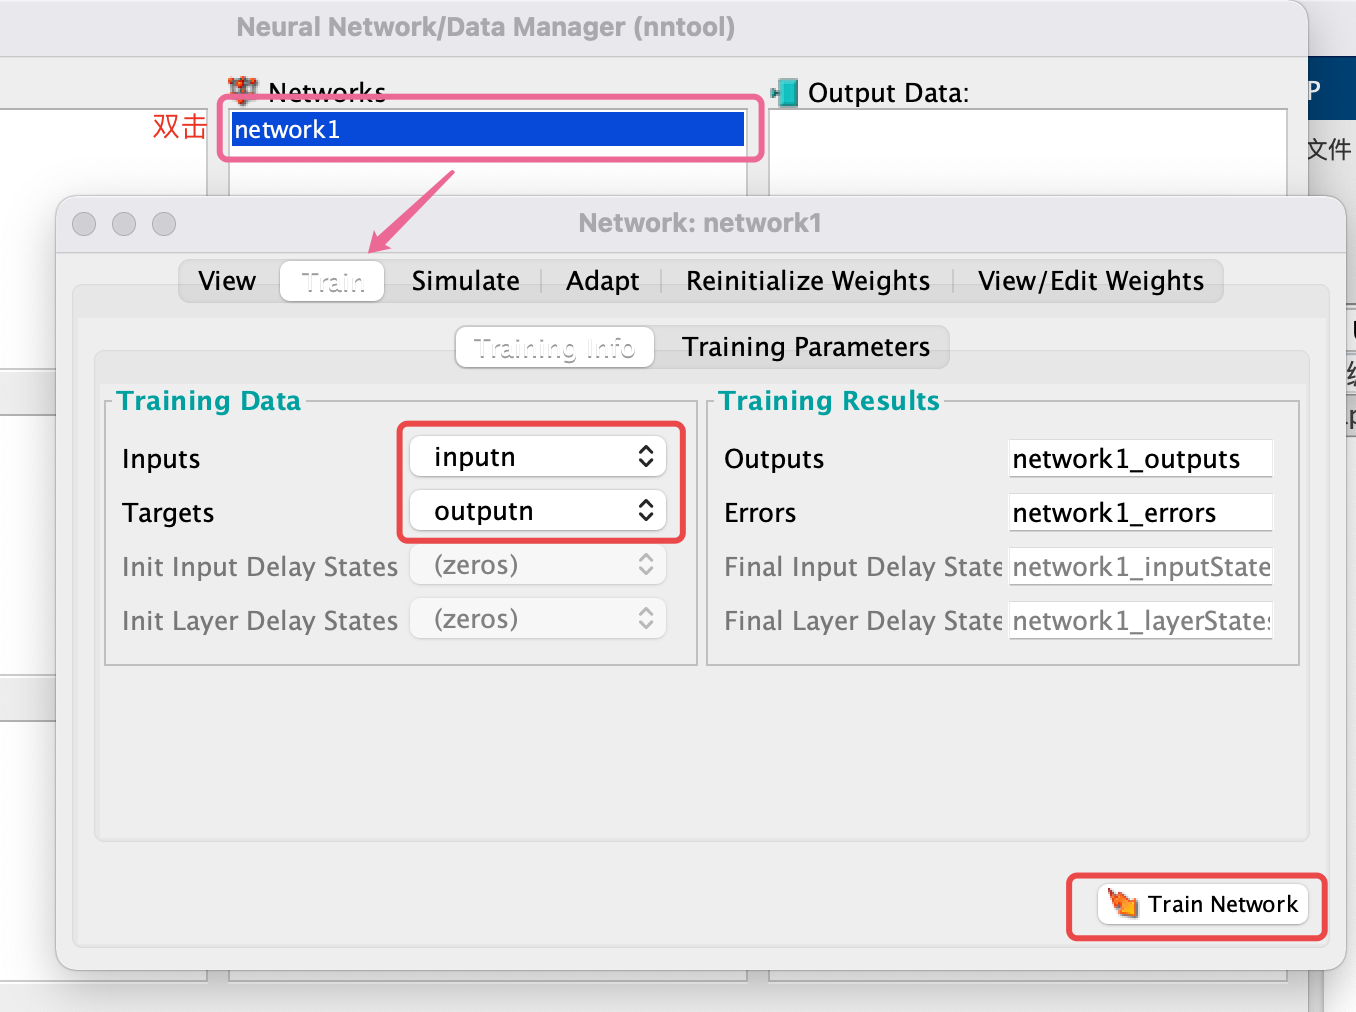 Neural Network/Data Manager (nntool)
Networks
Output Data:
P
双击
network1
文件
Network: network1
View
Train
Simulate
Adapt
Reinitialize Weights
View/Edit Weights
Training Info
Training Parameters
Training Data
Training Results
Inputs
inputn
Outputs
network1_outputs
Targets
outputn
Errors
network1_errors
Init Input Delay States
(zeros)
Final Input Delay State
network1_inputState
Init Layer Delay States
(zeros)
Final Layer Delay State
network1_layerStates
Train Network